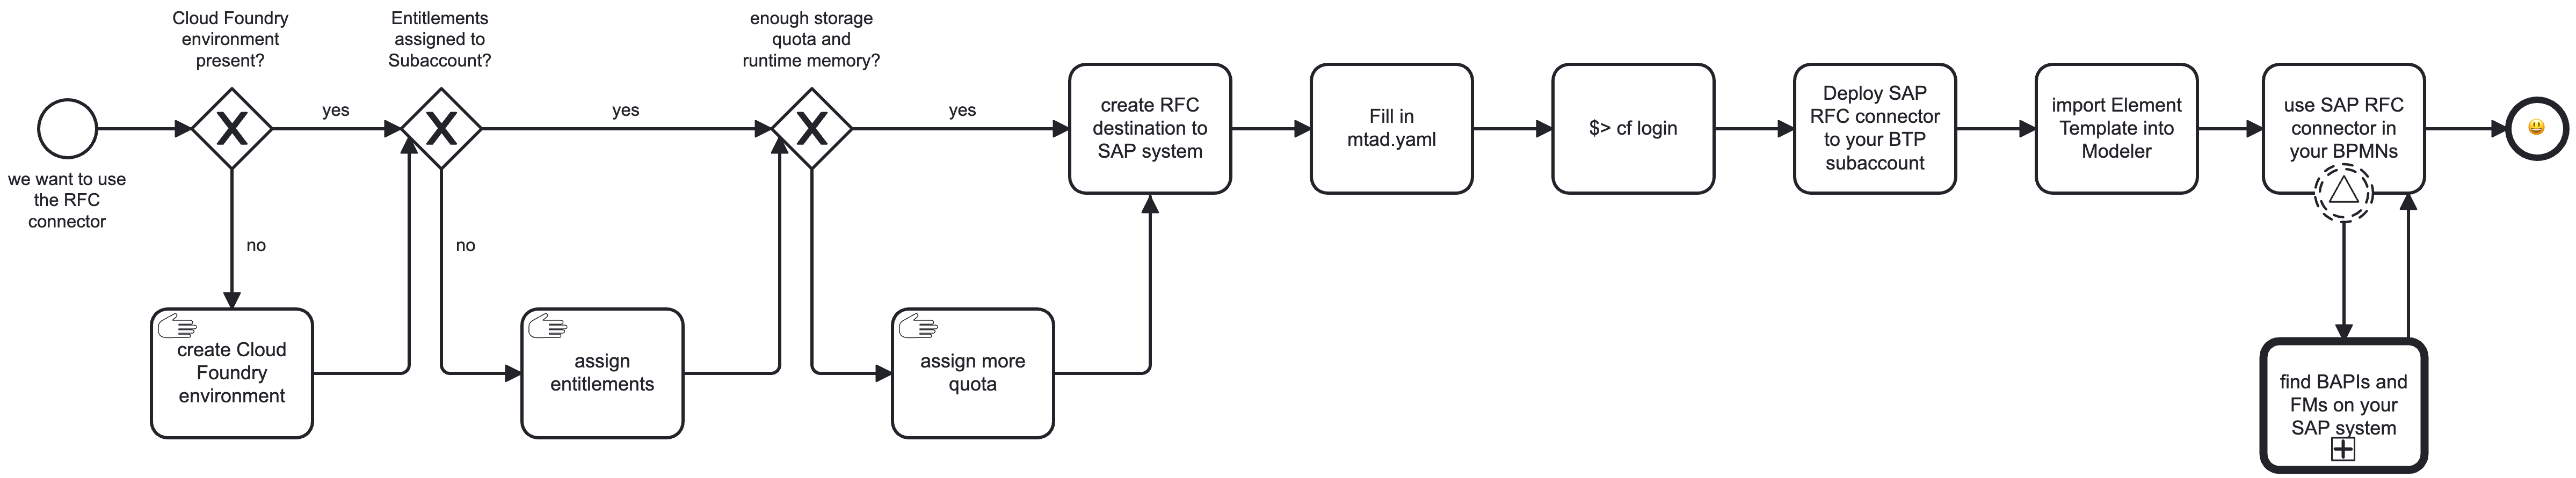 Cloud Foundry
environment
present?
Entitlements
assigned to
Subaccount?
enough storage
quota and
runtime memory?
we want to use
the RFC
connector
yes
yes
yes
no
no
create Cloud
Foundry
environment
assign
entitlements
assign more
quota
create RFC
destination to
SAP system
Fill in
mtad.yaml
$> cf login
Deploy SAP
RFC connector
to your BTP
subaccount
import Element
Template into
Modeler
use SAP RFC
connector in
your BPMNs
find BAPIs and
FMs on your
SAP system